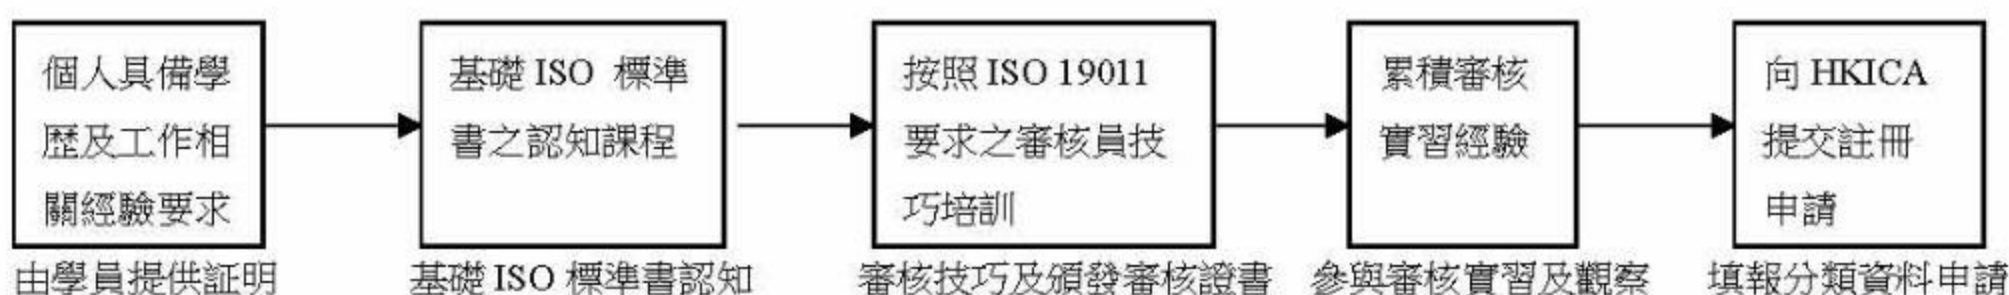 個人具備學
歷及工作相
關經驗要求
基礎 ISO 標準
書之認知課程
按照 ISO 19011
要求之審核員技
巧培訓
累積審核
實習經驗
向 HKICA
提交註冊
申請
由學員提供証明
基礎 ISO 標準書認知
審核技巧及頒發審核證書
參與審核實習及觀察
填報分類資料申請